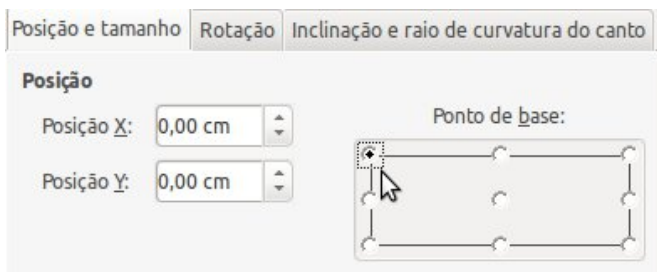 Posição e tamanho Rotação Inclinação e raio de curvatura do canto
Posição
Posição X: 0,00 cm
Ponto de base:
Posição Y: 0,00 cm